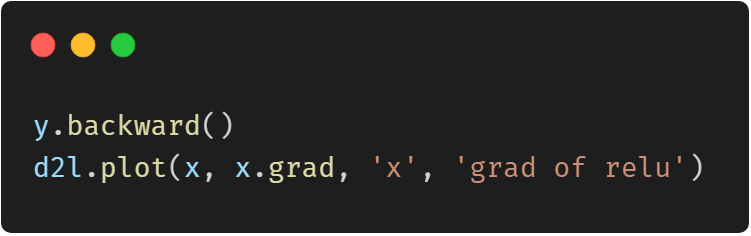 y.backward()
d2l.plot(x, x.grad, 'x', 'grad of relu')